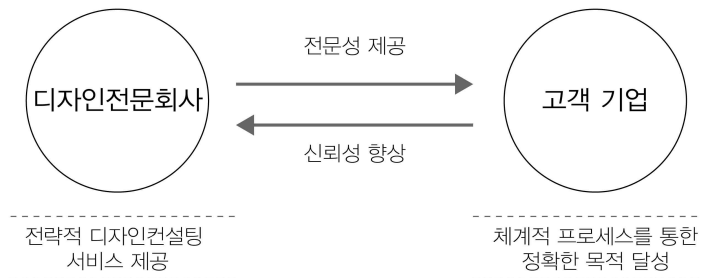 전문성 제공
디자인전문회사
고객 기업
신뢰성 향상
전략적 디자인컨설팅
서비스 제공
체계적 프로세스를 통한
정확한 목적 달성